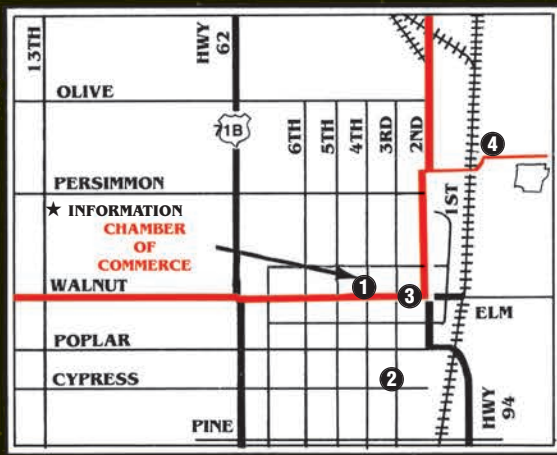 13TH
HWY
62
OLIVE
71B
6TH
5TH
4TH
3RD
2ND
4
PERSIMMON
1ST
★ INFORMATION
CHAMBER
OF
COMMERCE
WALNUT
1
3
ELM
POPLAR
CYPRESS
2
HWY
94
PINE